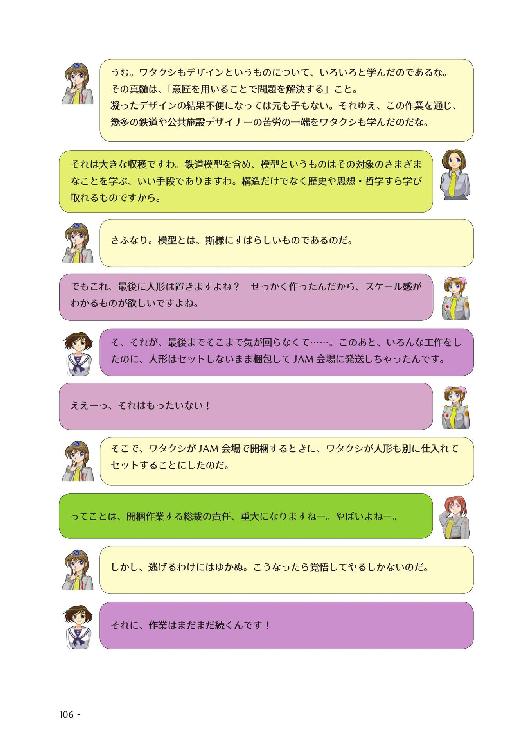 うむ。ワタクシもデザインというものについて、いろいろと学んだのであるな。
その真髄は、「意匠を用いることで問題を解決する」こと。
凝ったデザインの結果不便になっては元も子もない。それゆえ、この作業を通じ、
幾多の鉄道や公共施設デザイナーの苦労の一端をワタクシも学んだのだな。
それは大きな収穫ですわ。鉄道模型を含め、模型というものはその対象のさまざま
なことを学ぶ、いい手段でありますわ。構造だけでなく歴史や思想・哲学すら学び
取れるものですから。
さふなり。模型とは、斯様にすばらしいものであるのだ。
でもこれ、最後に人形は置きますよね？　せっかく作ったんだから、スケール感が
わかるものが欲しいですよね。
そ、それが、最後までそこまで気が回らなくて……。このあと、いろんな工作をし
たのに、人形はセットしないまま梱包して JAM 会場に発送しちゃったんです。
ええーっ、それはもったいない！
そこで、ワタクシが JAM 会場で開梱するときに、ワタクシが人形も別に仕入れて
セットすることにしたのだ。
ってことは、開梱作業する総裁の責任、重大になりますねー。やばいよねー。
しかし、逃げるわけにはゆかぬ。こうなったら覚悟してやるしかないのだ。
それに、作業はまだまだ続くんです！
106 -